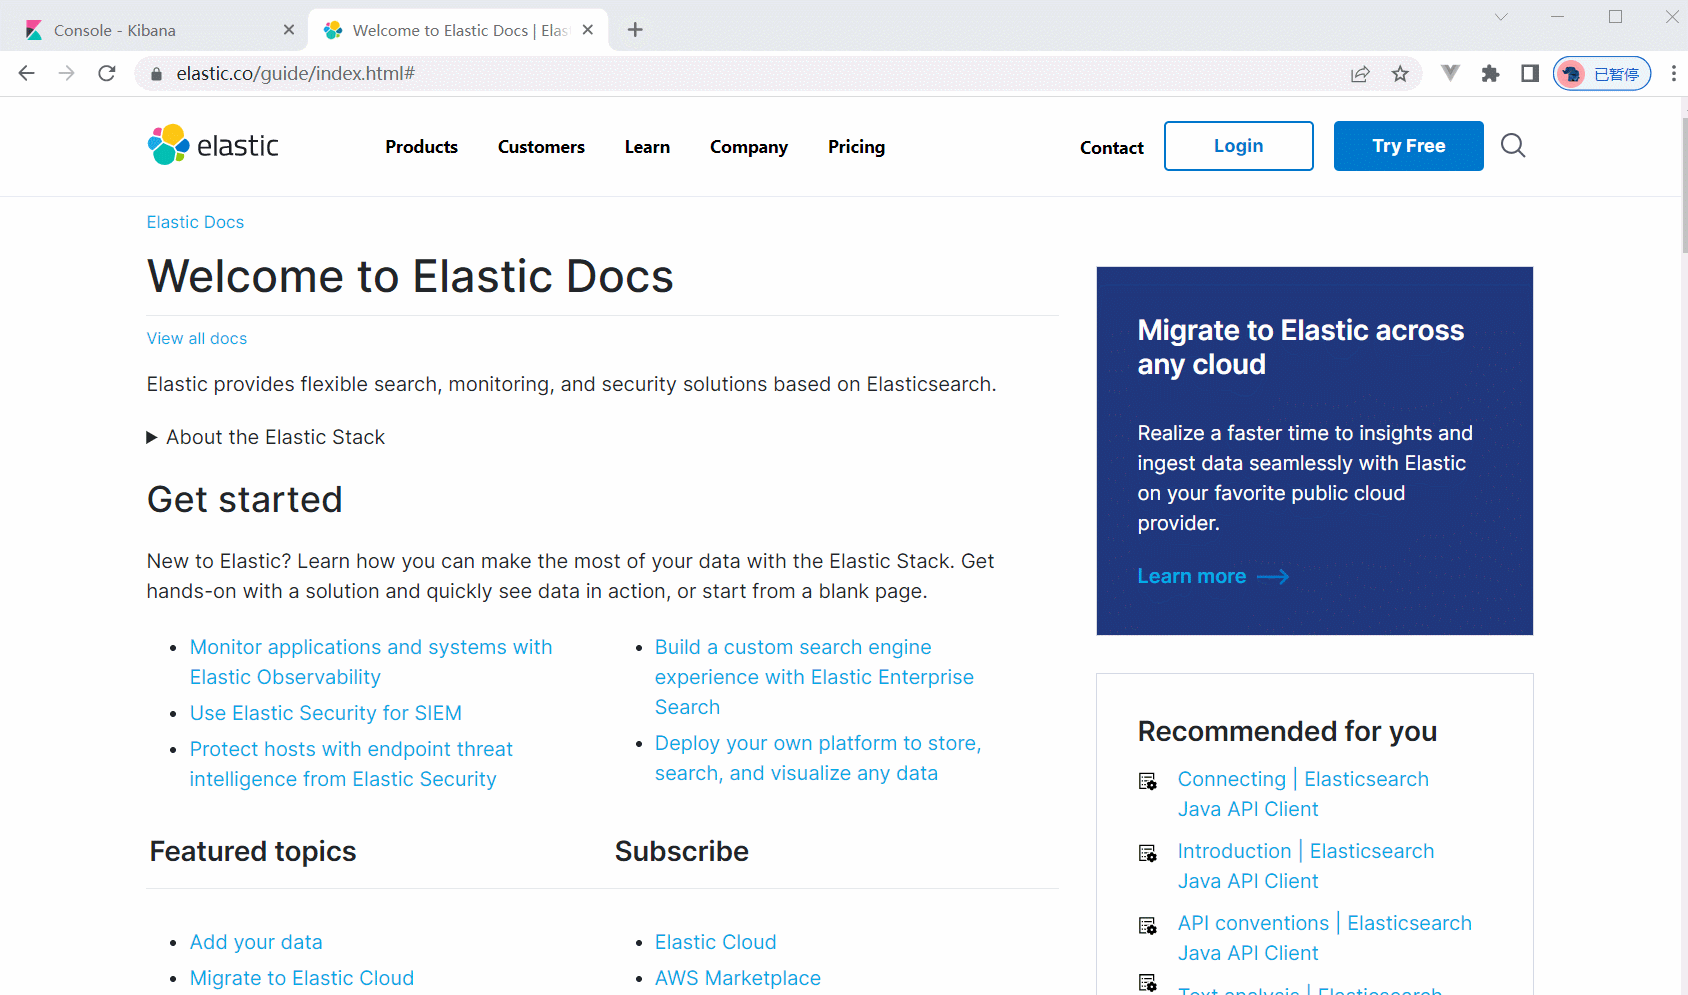 Console - Kibana
Welcome to Elastic Docs | Elas
elastic.co/guide/index.html#
已暂停
elastic
Products
Customers
Learn
Company
Pricing
Contact
Login
Try Free
Elastic Docs
Welcome to Elastic Docs
View all docs
Elastic provides flexible search, monitoring, and security solutions based on Elasticsearch.
About the Elastic Stack
Get started
New to Elastic? Learn how you can make the most of your data with the Elastic Stack. Get
hands-on with a solution and quickly see data in action, or start from a blank page.
Monitor applications and systems with
Elastic Observability
Use Elastic Security for SIEM
Protect hosts with endpoint threat
intelligence from Elastic Security
Build a custom search engine
experience with Elastic Enterprise
Search
Deploy your own platform to store,
search, and visualize any data
Featured topics
Add your data
Migrate to Elastic Cloud
Subscribe
Elastic Cloud
AWS Marketplace
Migrate to Elastic across
any cloud
Realize a faster time to insights and
ingest data seamlessly with Elastic
on your favorite public cloud
provider.
Learn more
Recommended for you
Connecting | Elasticsearch
Java API Client
Introduction | Elasticsearch
Java API Client
API conventions | Elasticsearch
Java API Client
Text analysis | Elasticsearch